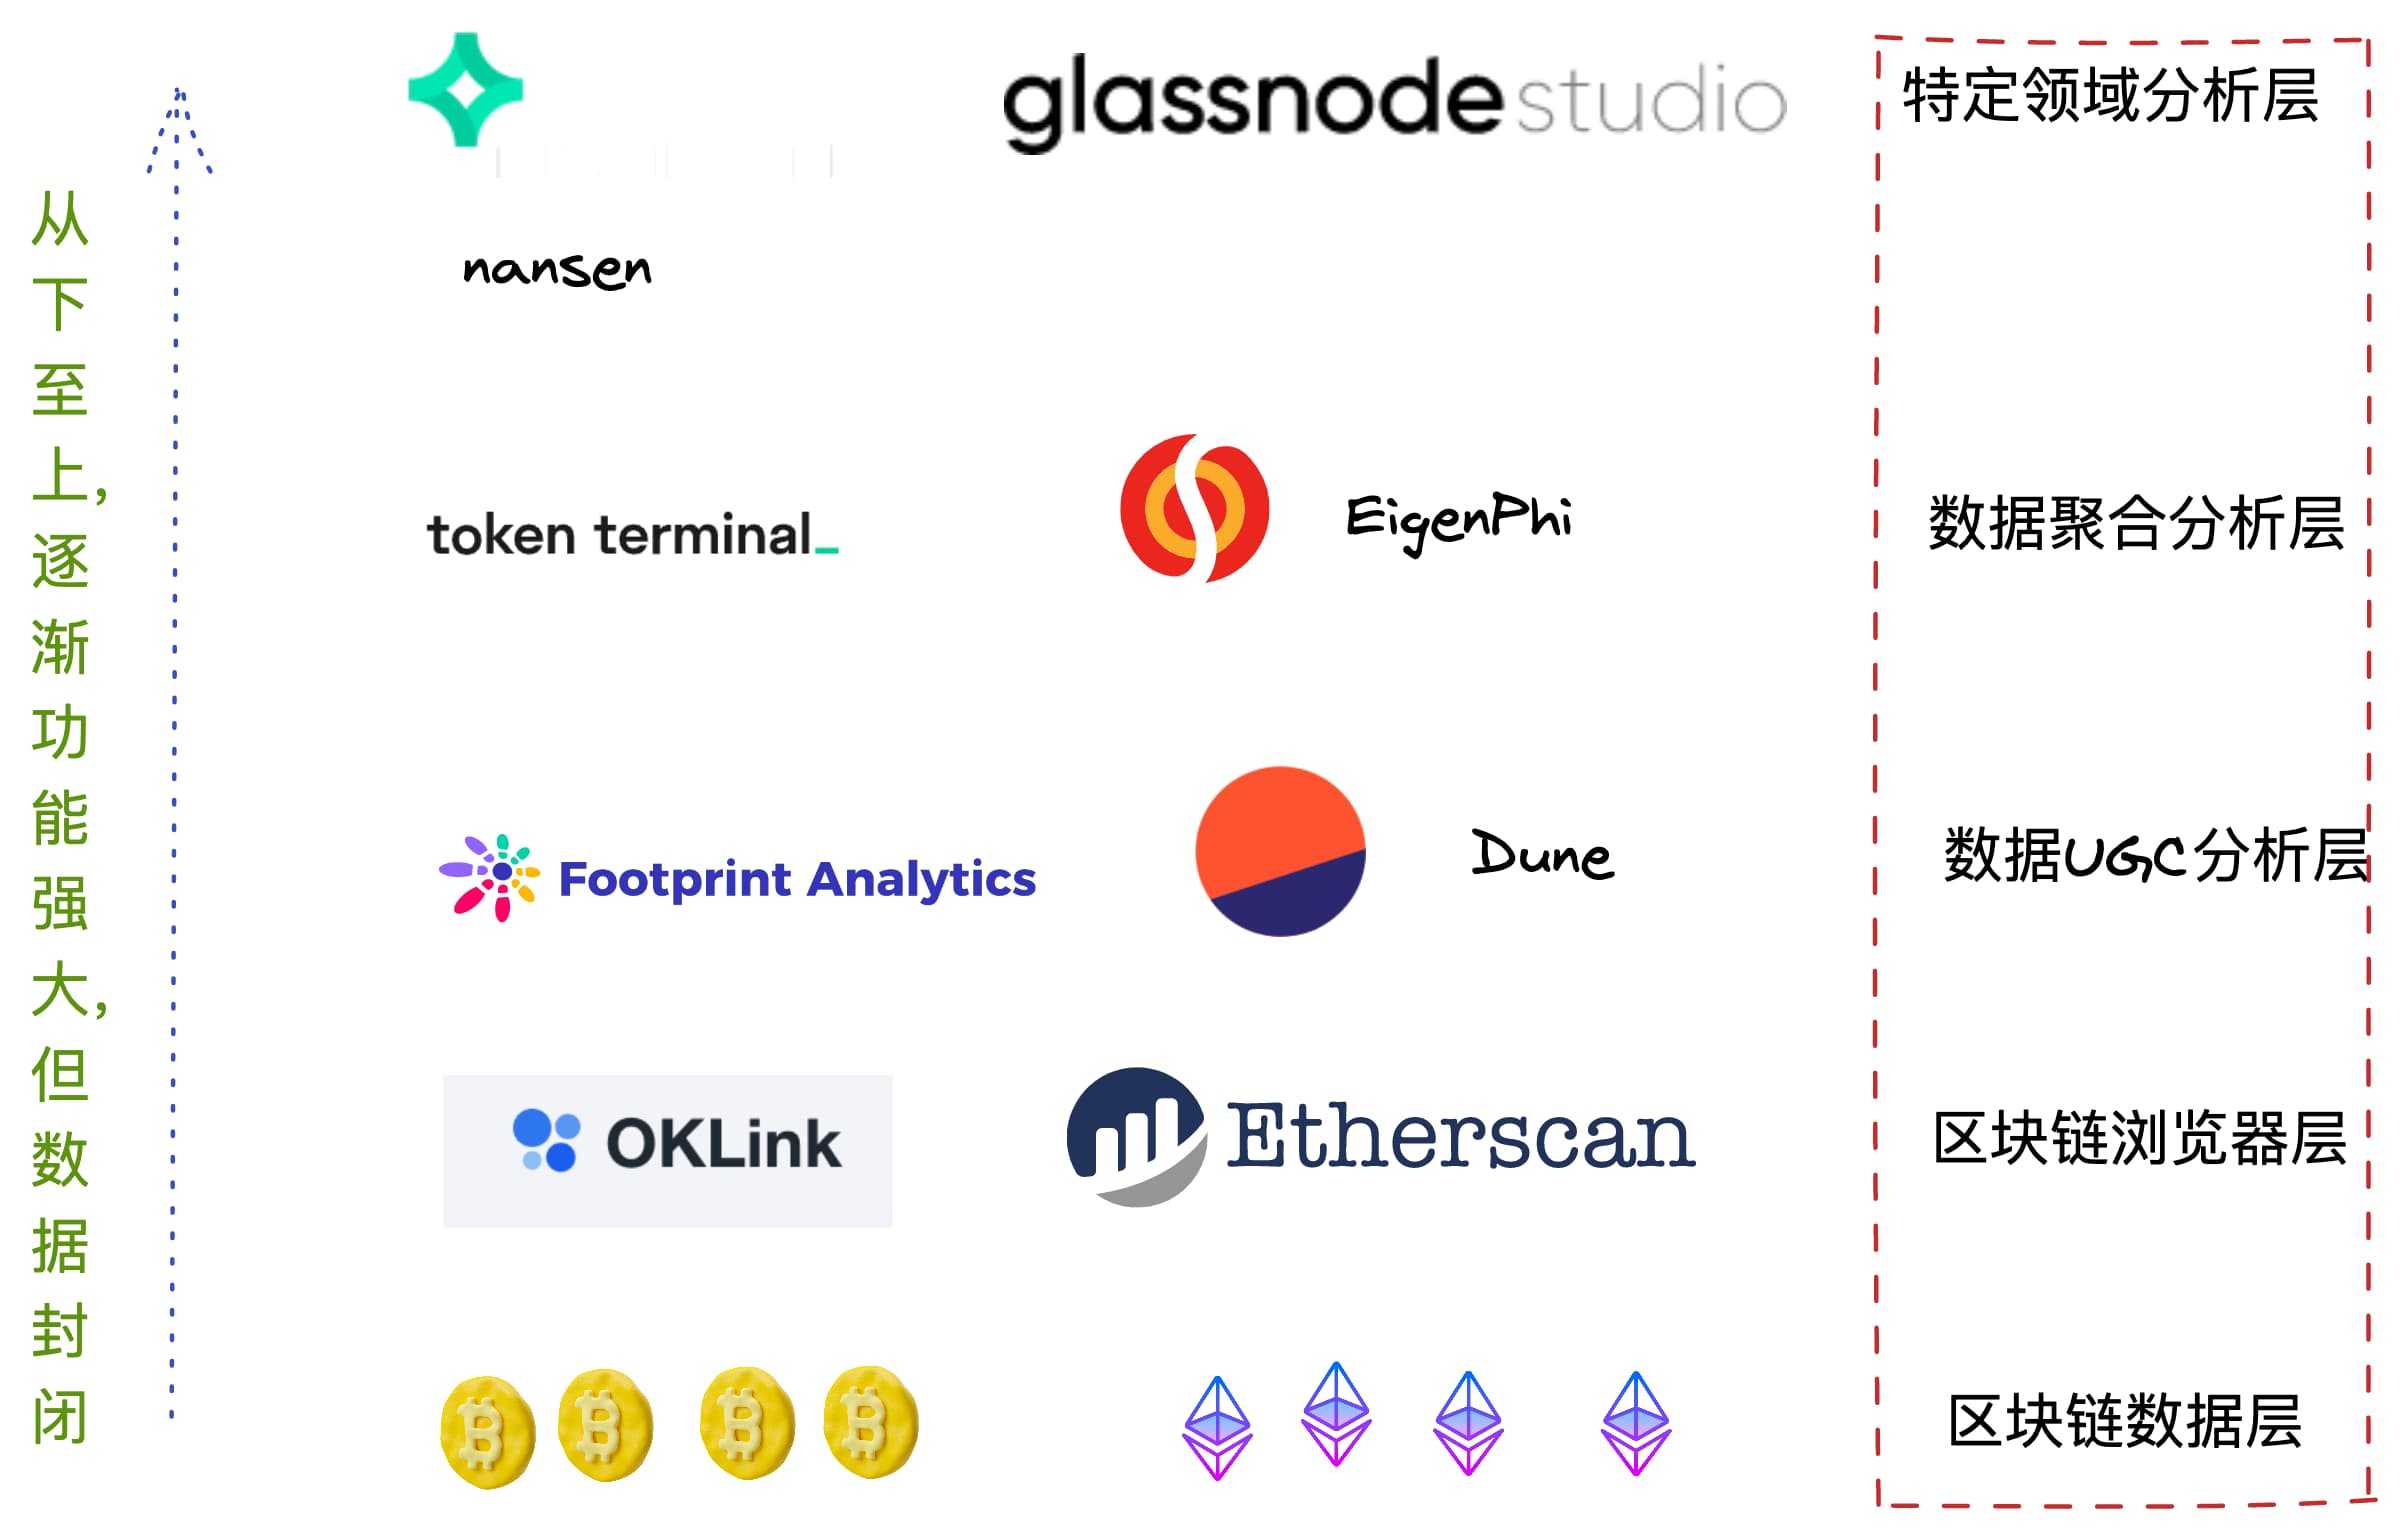 从下至上，逐渐功能强大，但数据封闭
glassnode studio
特定领域分析层
nansen
token terminal_
EigenPhi
数据聚合分析层
Footprint Analytics
Dune
数据UGC分析层
OKLink
Etherscan
区块链浏览器层
区块链数据层